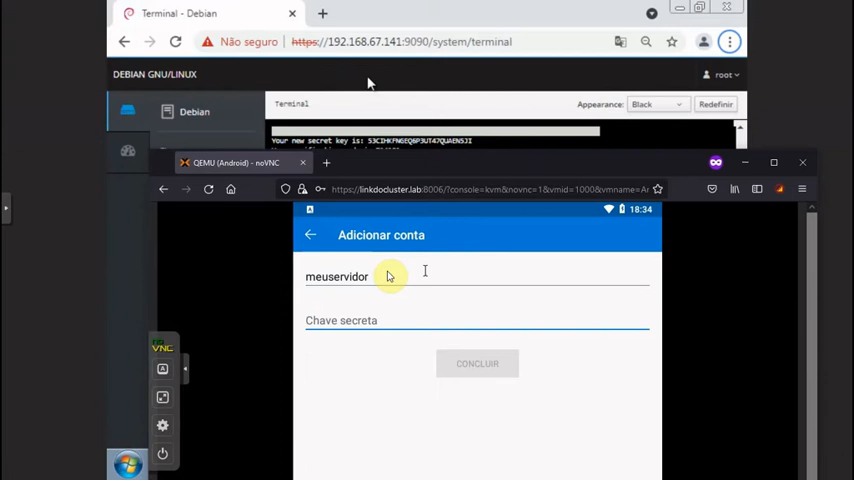 Terminal - Debian
Não seguro
https://192.168.67.141:9090/system/terminal
DEBIAN GNU/LINUX
root
Debian
Terminal
Appearance:
Black
Redefinir
Your new secret key is: 53CIHKFNGEQ6P3UT47QUAEN5JI
QEMU (Android) - noVNC
https://linkdocluster.lab:8006/?console=kvm&novnc=1&vmid=1000&vmname=An
18:34
Adicionar conta
meuservidor
Chave secreta
CONCLUIR
VNC
A